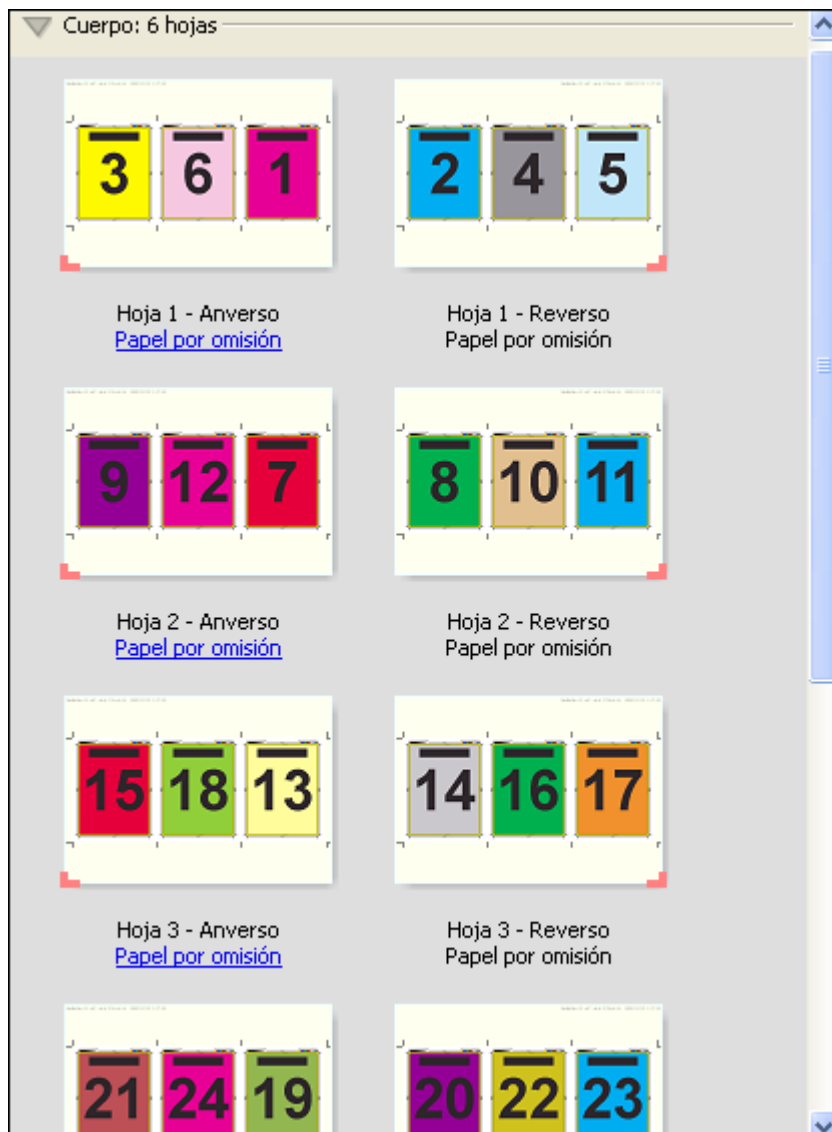 Cuerpo: 6 hojas
3 6 1
2 4 5
Hoja 1 - Anverso
Papel por omisión
Hoja 1 - Reverso
Papel por omisión
9 12 7
8 10 11
Hoja 2 - Anverso
Papel por omisión
Hoja 2 - Reverso
Papel por omisión
15 18 13
14 16 17
Hoja 3 - Anverso
Papel por omisión
Hoja 3 - Reverso
Papel por omisión
21 24 19
20 22 23